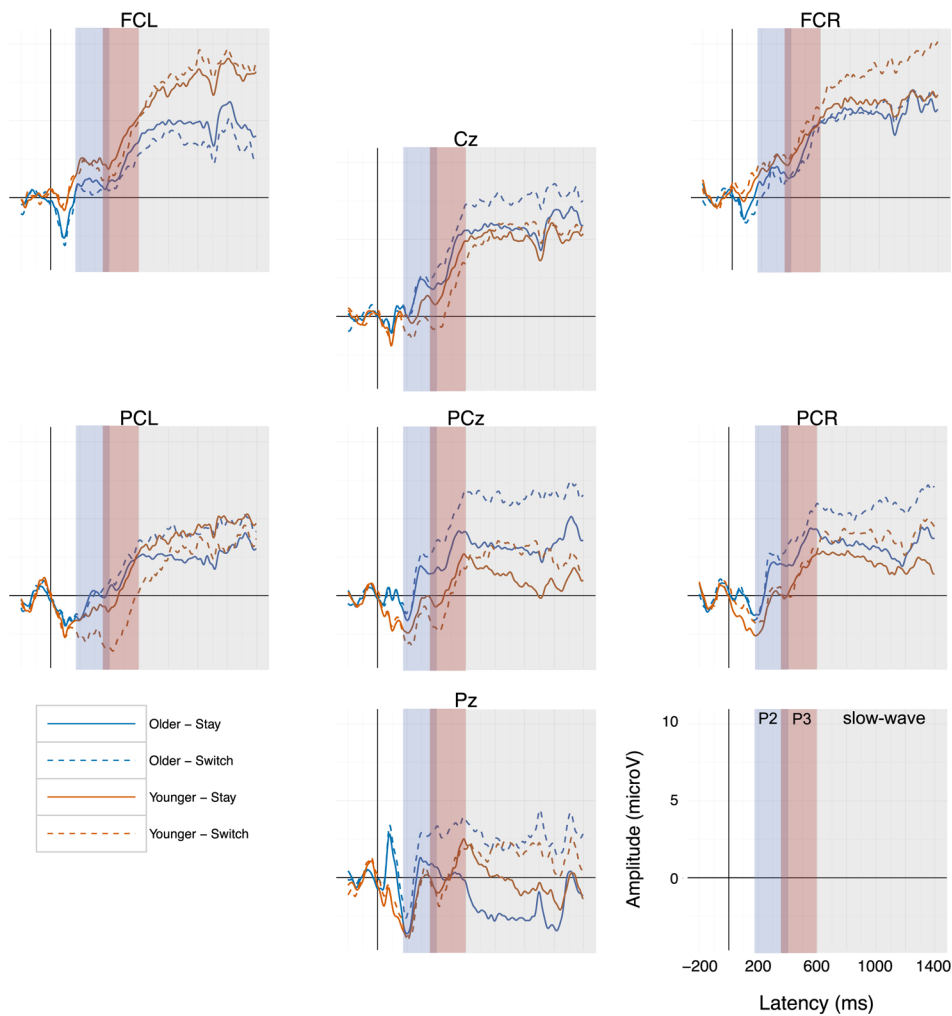 FCL
FCR
Cz
PCL
PCz
PCR
Pz
Older – Stay
Older – Switch
Younger – Stay
Younger – Switch
P2 P3 slow-wave
10
5
0
Amplitude (microV)
−200 200 600 1000 1400
Latency (ms)